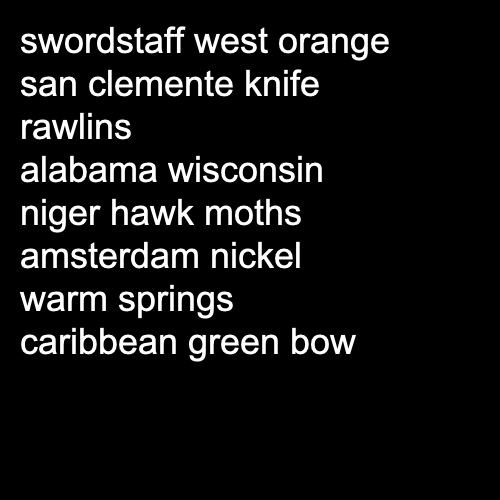 swordstaff west orange
san clemente knife
rawlins
alabama wisconsin
niger hawk moths
amsterdam nickel
warm springs
caribbean green bow